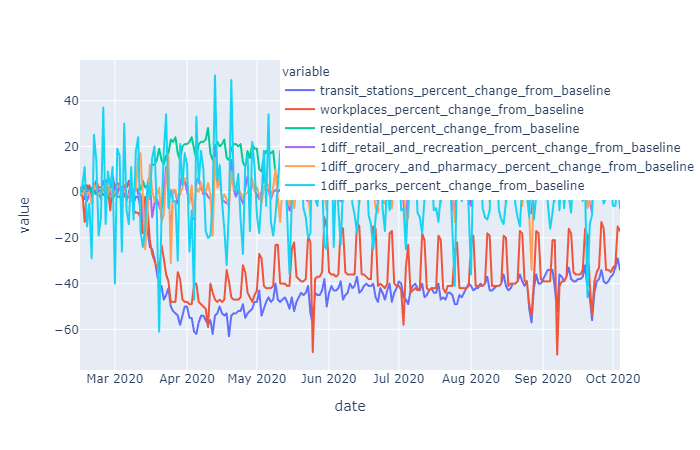 variable
transit_stations_percent_change_from_baseline
workplaces_percent_change_from_baseline
residential_percent_change_from_baseline
1diff_retail_and_recreation_percent_change_from_baseline
1diff_grocery_and_pharmacy_percent_change_from_baseline
1diff_parks_percent_change_from_baseline
40
20
0
−20
−40
−60
value
Mar 2020 Apr 2020 May 2020 Jun 2020 Jul 2020 Aug 2020 Sep 2020 Oct 2020
date